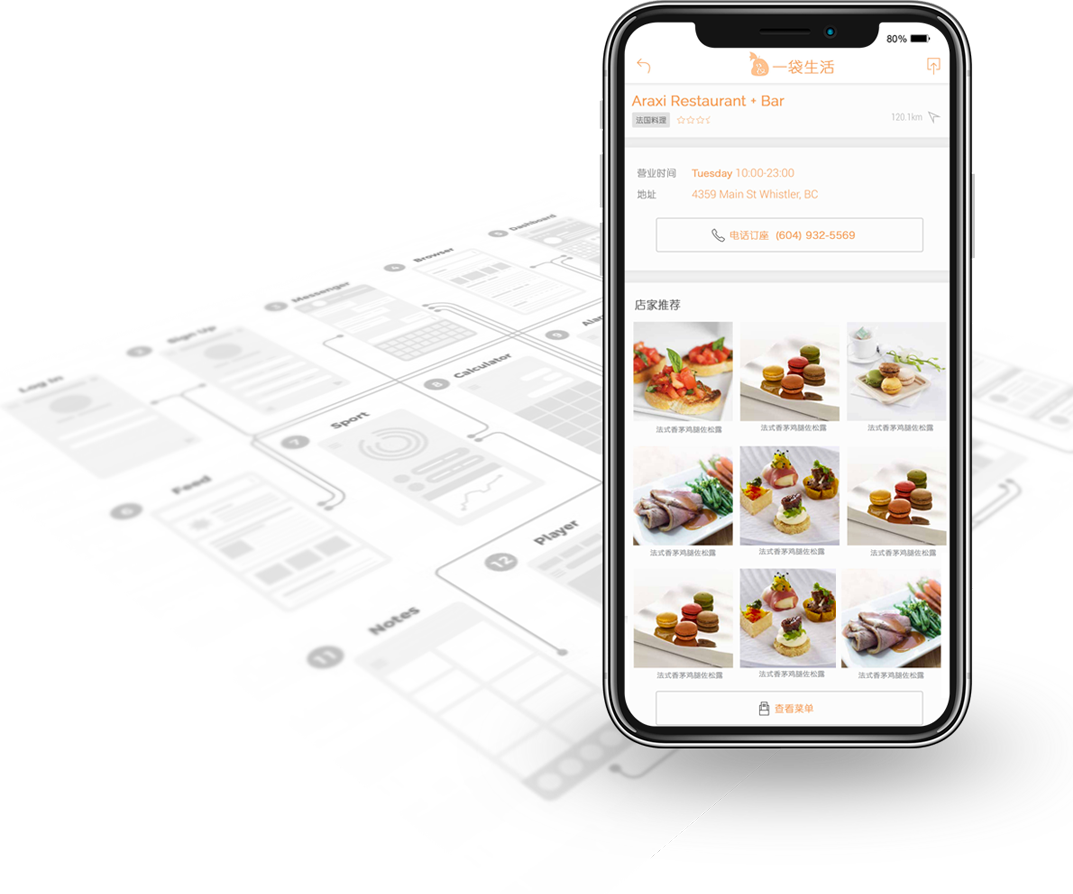 80%
一袋生活
Araxi Restaurant + Bar
法国料理
120.1km
营业时间 Tuesday 10:00-23:00
地址 4359 Main St Whistler, BC
电话订座 (604) 932-5569
店家推荐
法式香茅鸡腿佐松露 法式香茅鸡腿佐松露 法式香茅鸡腿佐松露
法式香茅鸡腿佐松露 法式香茅鸡腿佐松露 法式香茅鸡腿佐松露
法式香茅鸡腿佐松露 法式香茅鸡腿佐松露 法式香茅鸡腿佐松露
查看菜单
5 Dashboard
4 Browser
3 Messenger
Sign Up
Log In
9
8 Calculator
7 Sport
6 Feed
12 Player
11 Notes